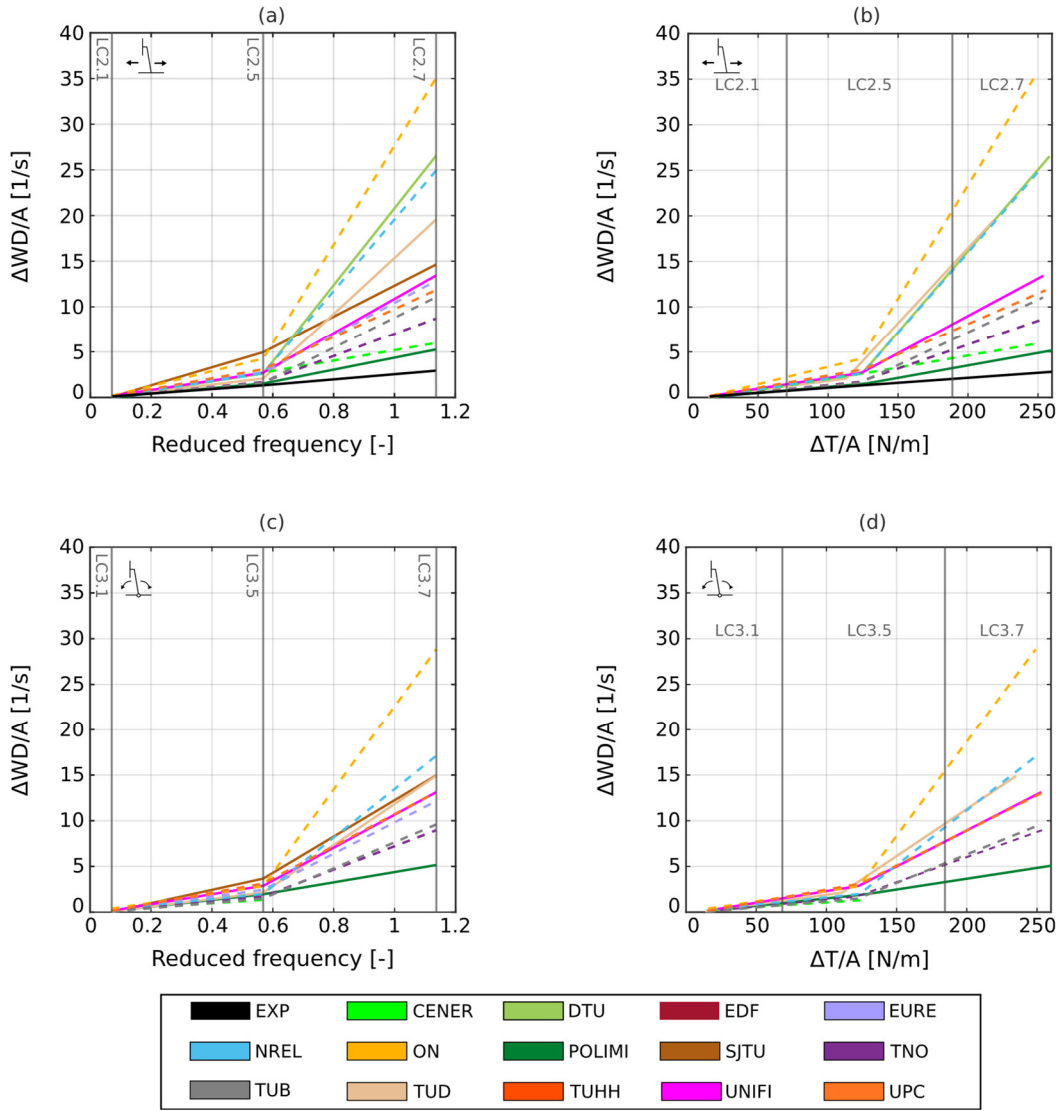 (a)
(b)
40
35
30
25
20
15
10
5
0
ΔWD/A [1/s]
LC2.1
LC2.5
LC2.7
0
0.2
0.4
0.6
0.8
1
1.2
Reduced frequency [-]
40
35
30
25
20
15
10
5
0
ΔWD/A [1/s]
LC2.1
LC2.5
LC2.7
0
50
100
150
200
250
ΔT/A [N/m]
(c)
(d)
40
35
30
25
20
15
10
5
0
ΔWD/A [1/s]
LC3.1
LC3.5
LC3.7
0
0.2
0.4
0.6
0.8
1
1.2
Reduced frequency [-]
40
35
30
25
20
15
10
5
0
ΔWD/A [1/s]
LC3.1
LC3.5
LC3.7
0
50
100
150
200
250
ΔT/A [N/m]
EXP CENER DTU EDF EURE
NREL ON POLIMI SJTU TNO
TUB TUD TUHH UNIFI UPC